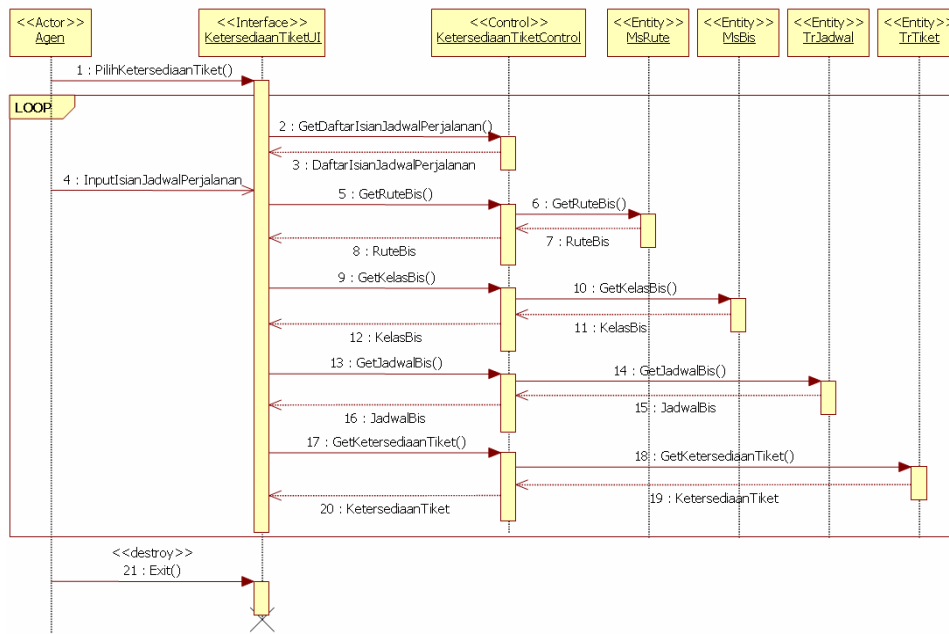 <<Actor>>
Agen
<<Interface>>
KetersediaanTiketUI
<<Control>>
KetersediaanTiketControl
<<Entity>>
MsRute
<<Entity>>
MsBis
<<Entity>>
TrJadwal
<<Entity>>
TrTiket
1 : PilihKetersediaanTiket()
LOOP
2 : GetDaftarIsianJadwalPerjalanan()
3 : DaftarIsianJadwalPerjalanan
4 : InputIsianJadwalPerjalanan
5 : GetRuteBis()
6 : GetRuteBis()
7 : RuteBis
8 : RuteBis
9 : GetKelasBis()
10 : GetKelasBis()
11 : KelasBis
12 : KelasBis
13 : GetJadwalBis()
14 : GetJadwalBis()
15 : JadwalBis
16 : JadwalBis
17 : GetKetersediaanTiket()
18 : GetKetersediaanTiket()
19 : KetersediaanTiket
20 : KetersediaanTiket
<<destroy>>
21 : Exit()